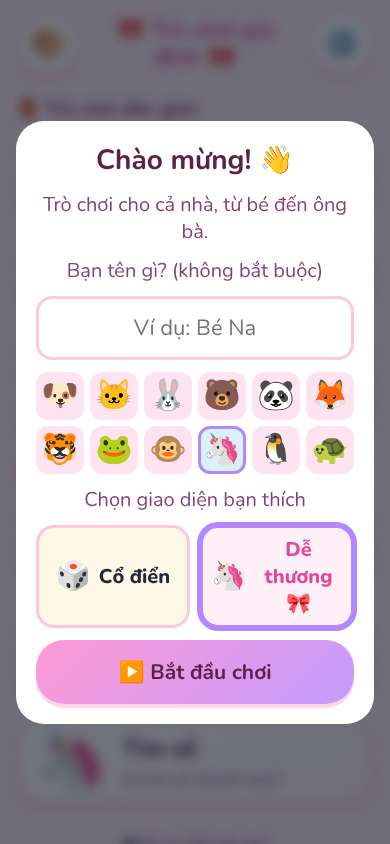 Chào mừng! 👋
Trò chơi cho cả nhà, từ bé đến ông
bà.
Bạn tên gì? (không bắt buộc)
Ví dụ: Bé Na
Chọn giao diện bạn thích
Cổ điển
Dễ
thương
Bắt đầu chơi